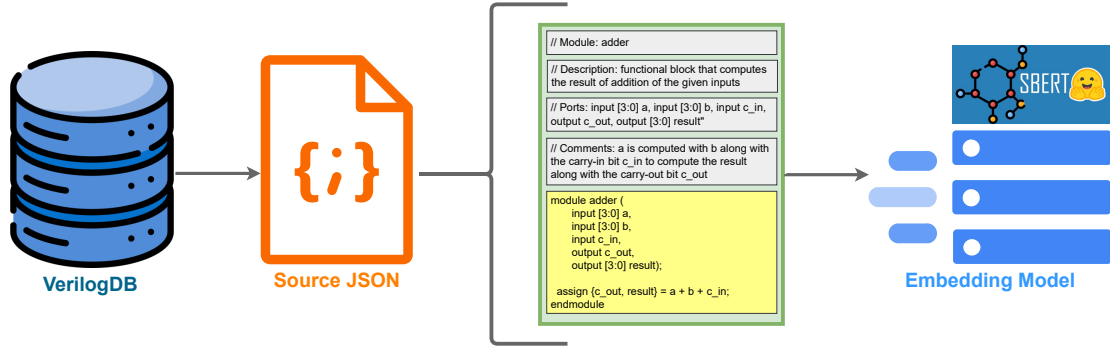 VerilogDB
{;}
Source JSON
// Module: adder
// Description: functional block that computes
the result of addition of the given inputs
// Ports: input [3:0] a, input [3:0] b, input c_in,
output c_out, output [3:0] result"
// Comments: a is computed with b along with
the carry-in bit c_in to compute the result
along with the carry-out bit c_out
module adder (
input [3:0] a,
input [3:0] b,
input c_in,
output c_out,
output [3:0] result);
assign {c_out, result} = a + b + c_in;
endmodule
SBERT
Embedding Model